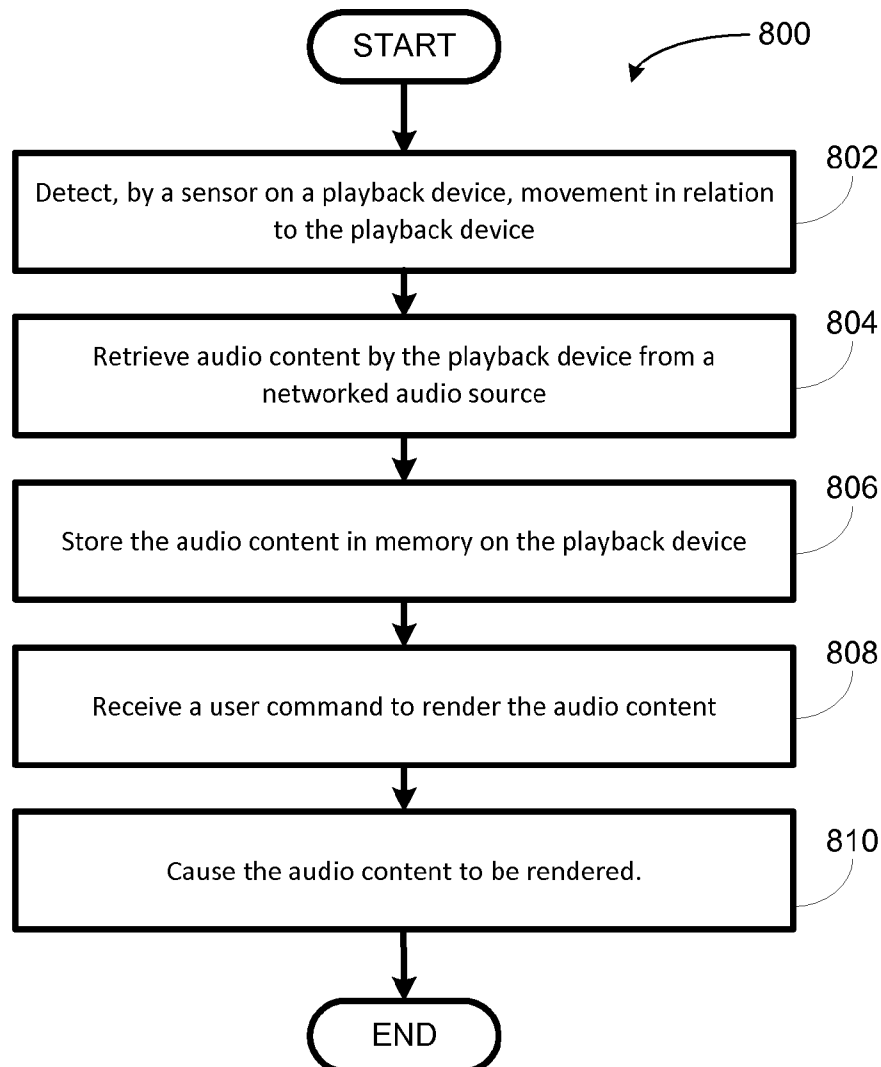 START
800
802
Detect, by a sensor on a playback device, movement in relation
to the playback device
804
Retrieve audio content by the playback device from a
networked audio source
806
Store the audio content in memory on the playback device
808
Receive a user command to render the audio content
810
Cause the audio content to be rendered.
END